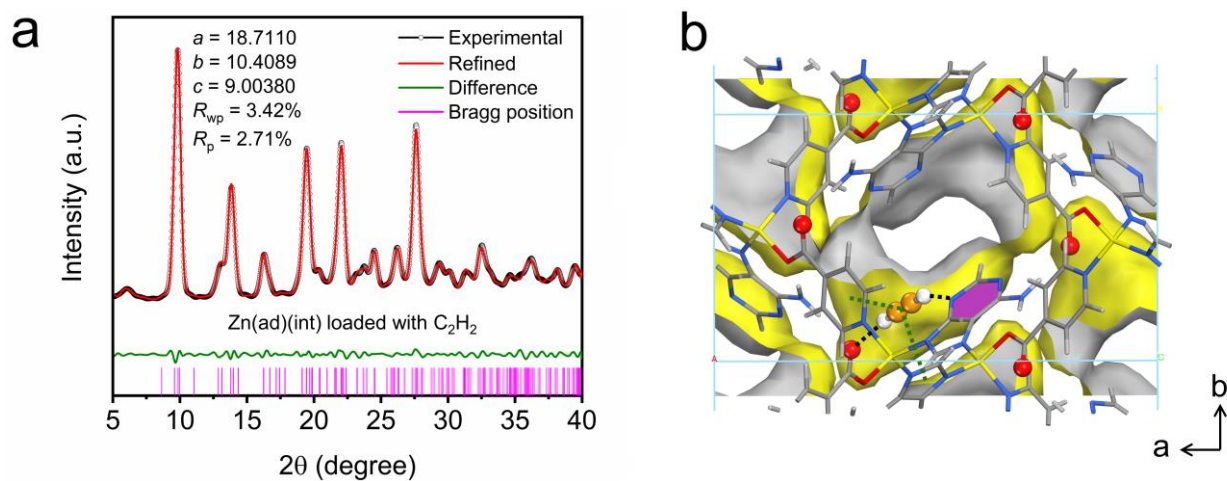 a
a = 18.7110
b = 10.4089
c = 9.00380
Rwp = 3.42%
Rp = 2.71%
Experimental
Refined
Difference
Bragg position
Intensity (a.u.)
Zn(ad)(int) loaded with C2H2
5 10 15 20 25 30 35 40
2θ (degree)
b
A
b
a